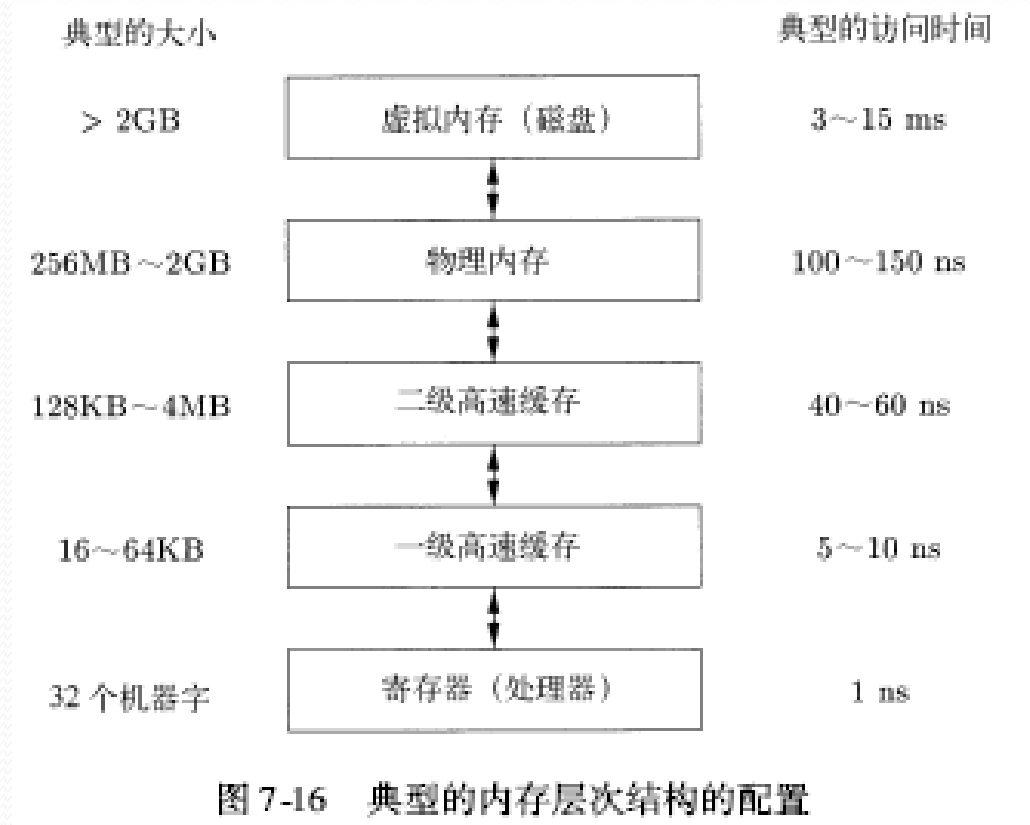 典型的大小 典型的访问时间
> 2GB 虚拟内存（磁盘） 3～15 ms
256MB～2GB 物理内存 100～150 ns
128KB～4MB 二级高速缓存 40～60 ns
16～64KB 一级高速缓存 5～10 ns
32 个机器字 寄存器（处理器） 1 ns
图 7-16 典型的内存层次结构的配置